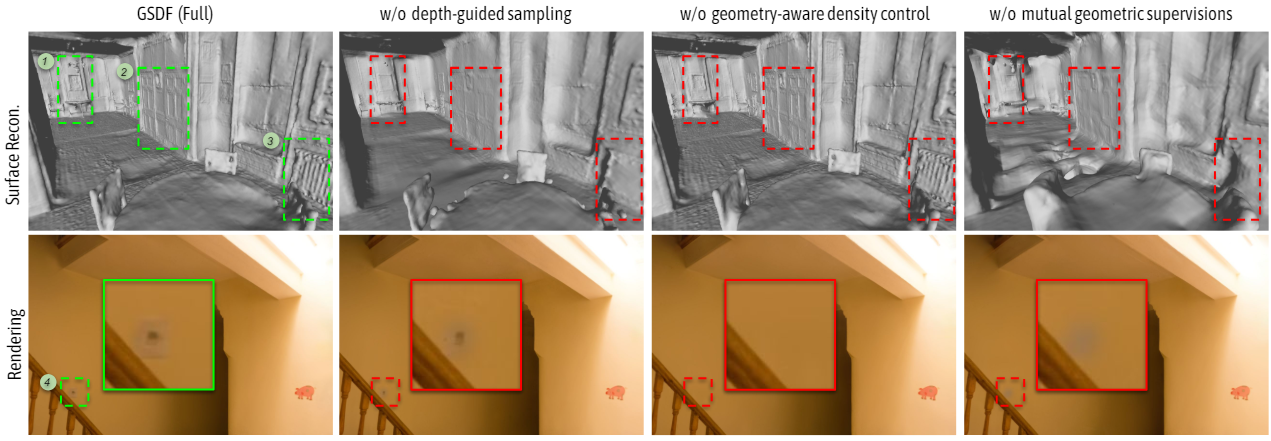 GSDF (Full) w/o depth-guided sampling w/o geometry-aware density control w/o mutual geometric supervisions
Surface Recon.
1
2
3
Rendering
4